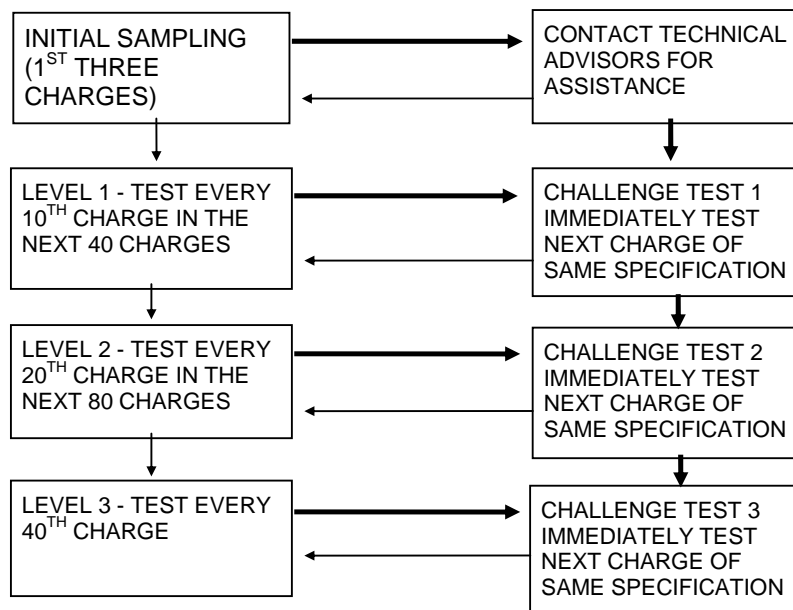 INITIAL SAMPLING
(1ST THREE
CHARGES)
CONTACT TECHNICAL
ADVISORS FOR
ASSISTANCE
LEVEL 1 - TEST EVERY
10TH CHARGE IN THE
NEXT 40 CHARGES
CHALLENGE TEST 1
IMMEDIATELY TEST
NEXT CHARGE OF
SAME SPECIFICATION
LEVEL 2 - TEST EVERY
20TH CHARGE IN THE
NEXT 80 CHARGES
CHALLENGE TEST 2
IMMEDIATELY TEST
NEXT CHARGE OF
SAME SPECIFICATION
LEVEL 3 - TEST EVERY
40TH CHARGE
CHALLENGE TEST 3
IMMEDIATELY TEST
NEXT CHARGE OF
SAME SPECIFICATION